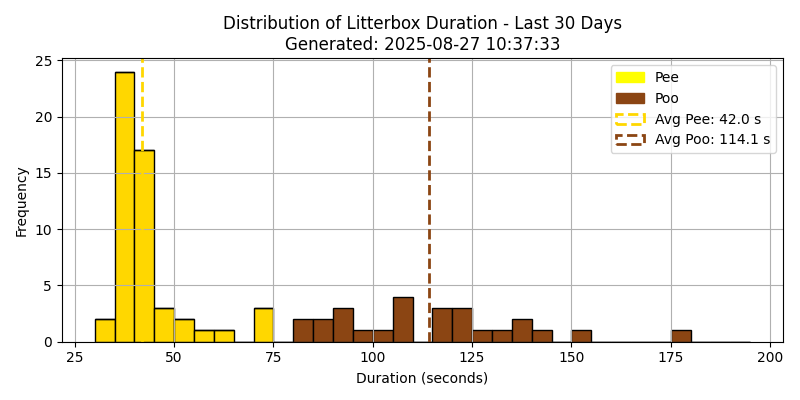 Distribution of Litterbox Duration - Last 30 Days
Generated: 2025-08-27 10:37:33
Pee
Poo
Avg Pee: 42.0 s
Avg Poo: 114.1 s
Frequency
25
20
15
10
5
0
25 50 75 100 125 150 175 200
Duration (seconds)